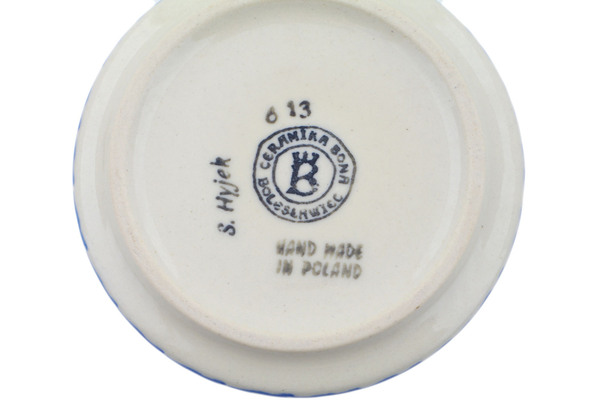 6 13
CERAMIKA BONA
B
BOLESŁAWIEC
S. Hyjek
HAND MADE
IN POLAND